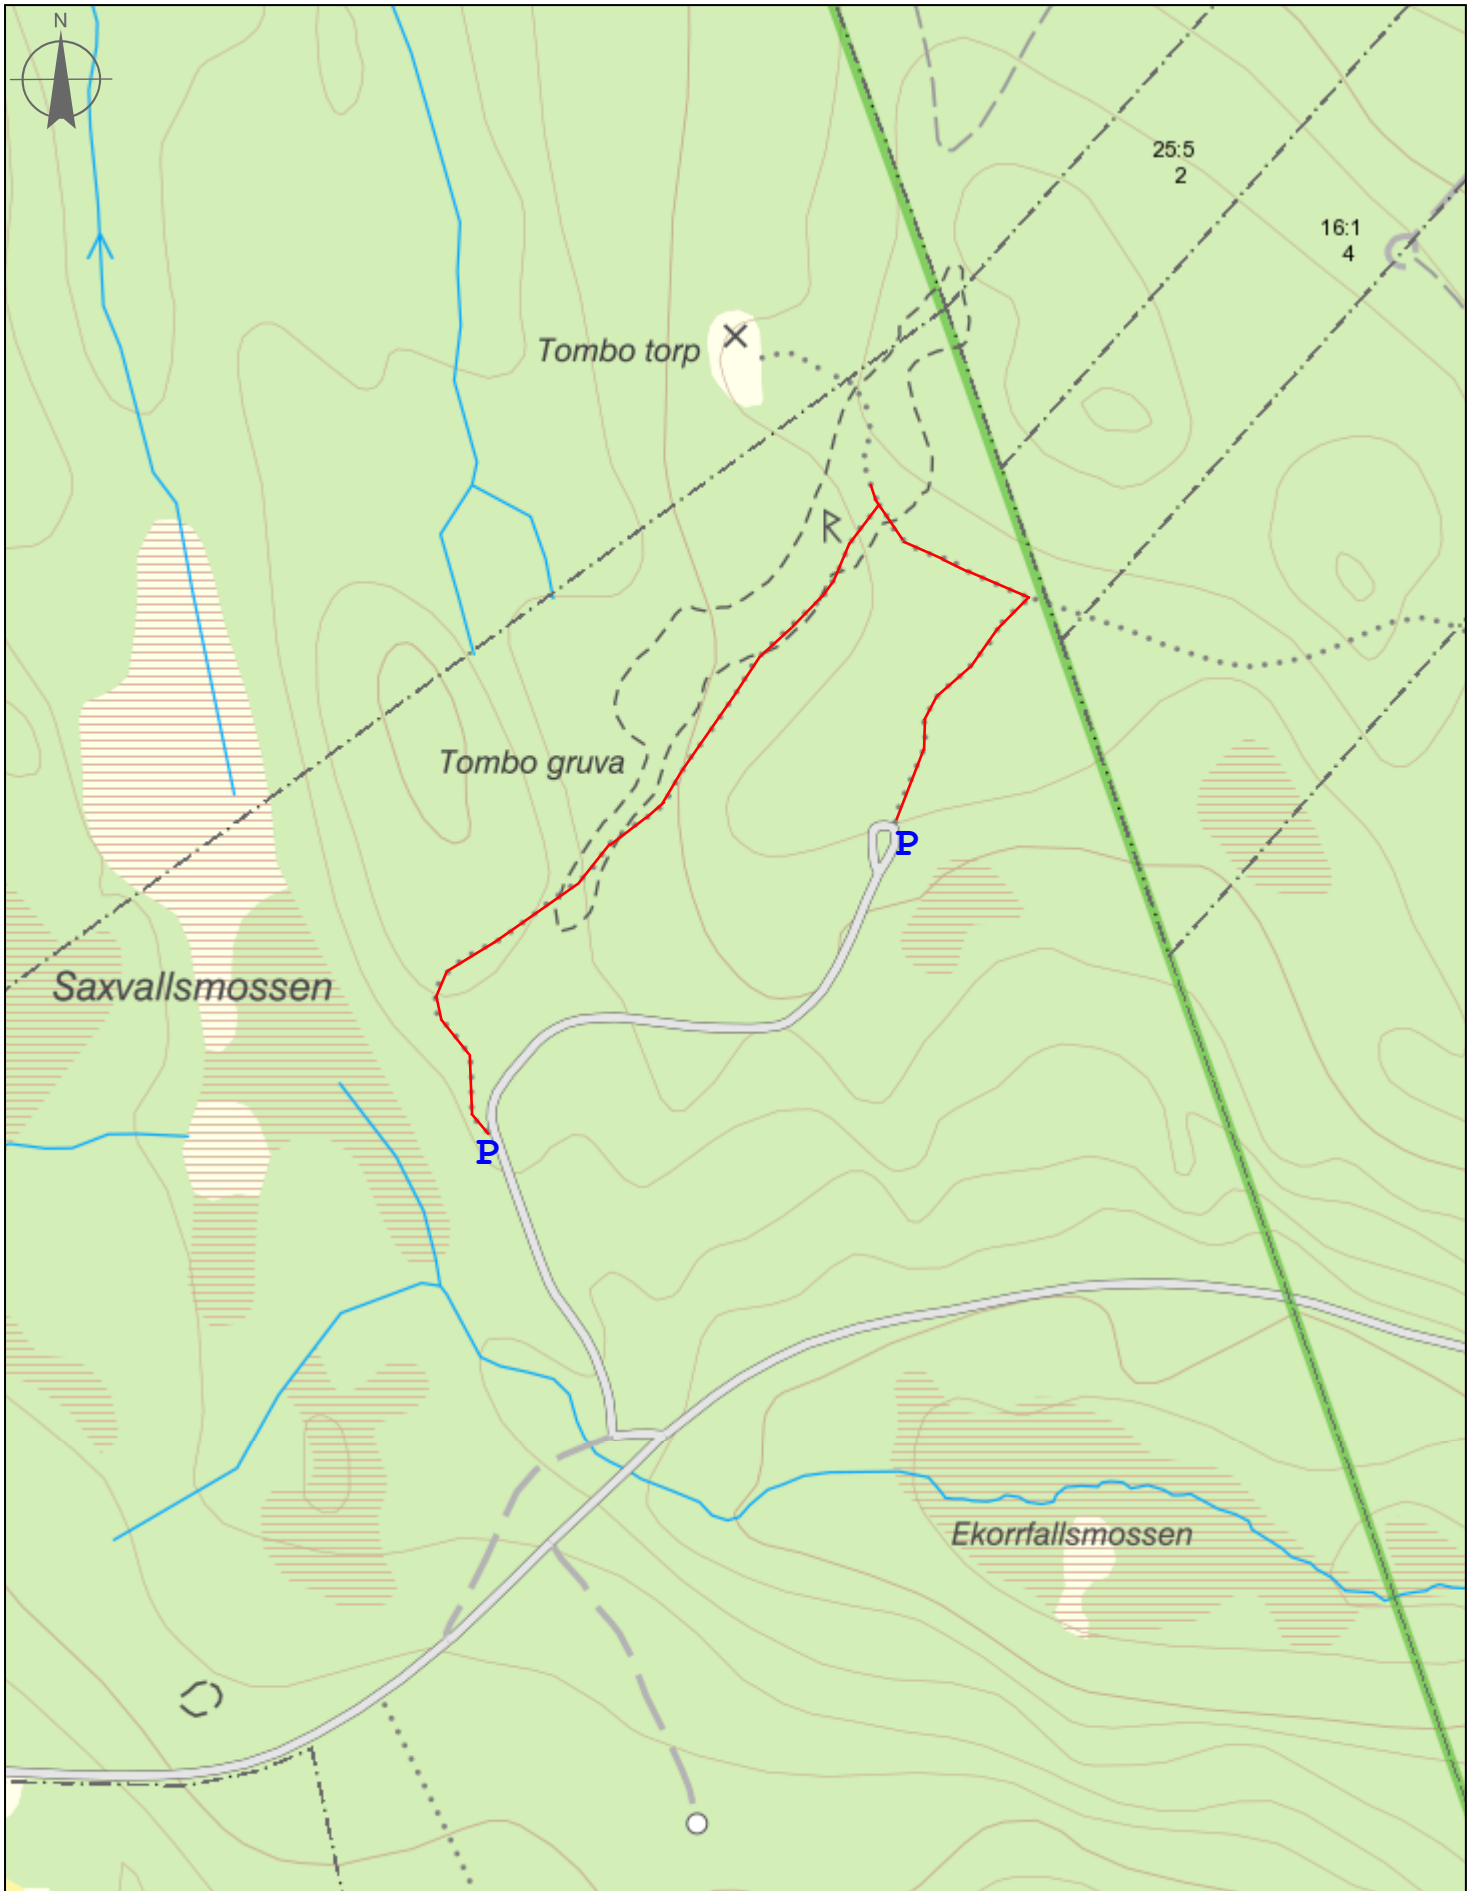 N
25:5
2
16:1
4
Tombo torp
R
Tombo gruva
P
Saxvallsmossen
P
Ekorrfallsmossen